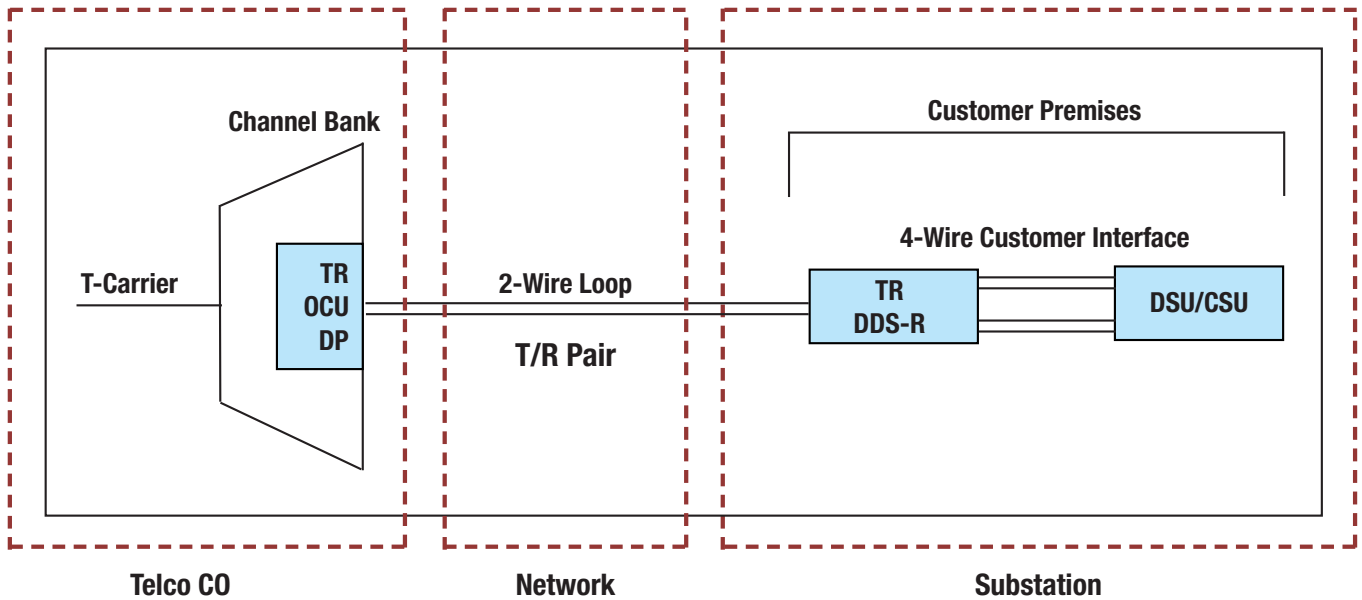 Channel Bank
T-Carrier
TR
OCU
DP
2-Wire Loop
T/R Pair
Customer Premises
4-Wire Customer Interface
TR
DDS-R
DSU/CSU
Telco CO
Network
Substation